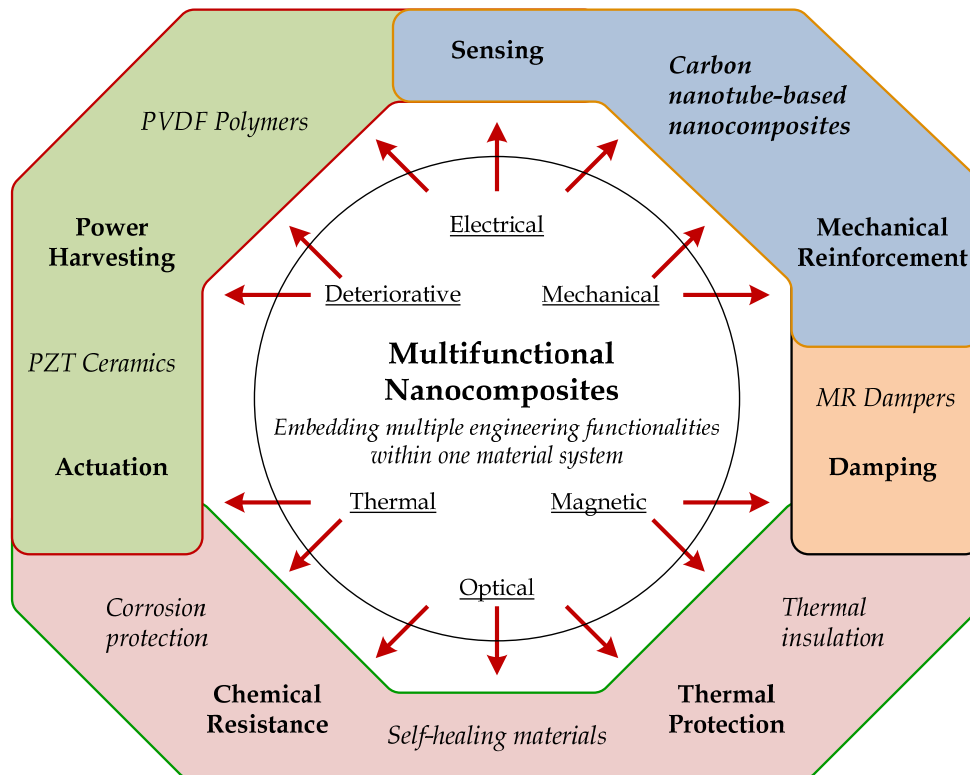 Sensing
Carbon
nanotube-based
nanocomposites
PVDF Polymers
Power
Harvesting
Electrical
Mechanical
Reinforcement
Deteriorative
Mechanical
PZT Ceramics
Multifunctional
Nanocomposites
Embedding multiple engineering functionalities
within one material system
MR Dampers
Actuation
Damping
Thermal
Magnetic
Optical
Corrosion
protection
Thermal
insulation
Chemical
Resistance
Self-healing materials
Thermal
Protection